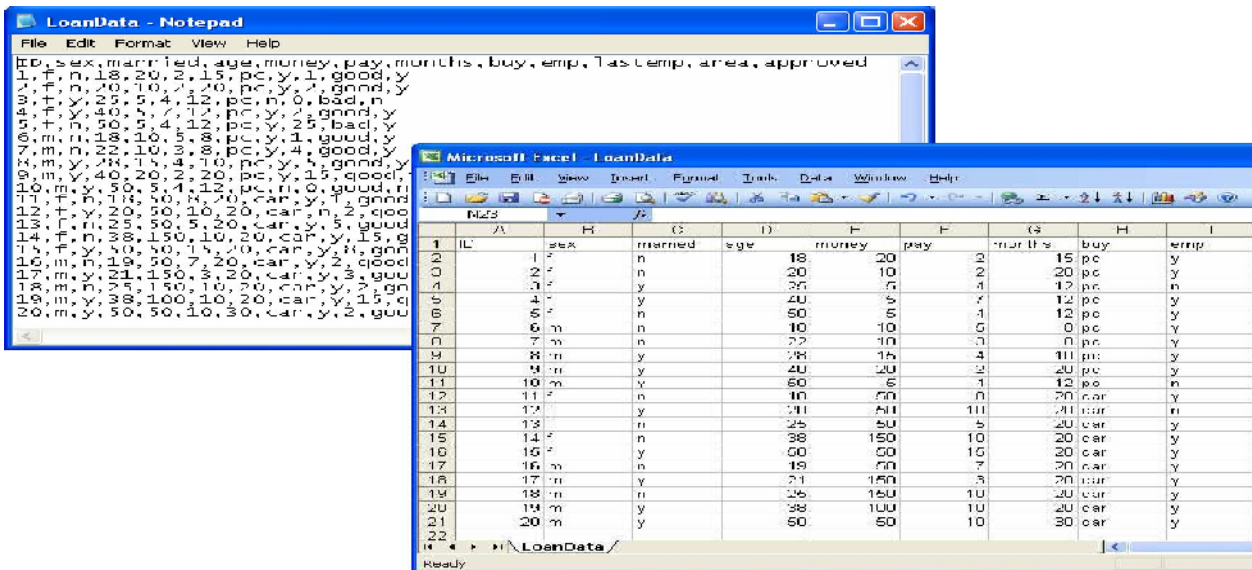 LoanData - Notepad
File Edit Format View Help
ID,sex,married,age,money,pay,months,buy,emp,lastemp,area,approved
1,f,n,18,20,2,15,pc,y,1,good,y
2,f,n,20,10,2,20,pc,y,2,good,y
3,f,y,25,5,4,12,pc,n,0,bad,n
4,f,y,40,5,7,12,pc,y,2,good,y
5,f,n,50,5,4,12,pc,y,25,bad,y
6,m,n,18,10,5,8,pc,y,1,good,y
7,m,n,22,10,3,8,pc,y,4,good,y
8,m,y,28,15,4,10,pc,y,5,good,y
9,m,y,40,20,2,20,pc,y,15,good,
10,m,y,50,5,4,12,pc,n,0,good,n
11,f,n,18,50,8,20,car,y,1,good
12,f,y,20,50,10,20,car,n,2,goo
13,f,n,25,50,5,20,car,y,5,good
14,f,n,38,150,10,20,car,y,15,g
15,f,y,50,50,15,20,car,y,8,good
16,m,n,19,50,7,20,car,y,2,good
17,m,y,21,150,3,20,car,y,3,goo
18,m,n,25,150,10,20,car,y,2,go
19,m,y,38,100,10,20,car,y,15,g
20,m,y,50,50,10,30,car,y,2,goo
Microsoft Excel - LoanData
File Edit View Insert Format Tools Data Window Help
N23 fx
A B C D E F G H I
1 ID sex married age money pay months buy emp
2 1 f n 18 20 2 15 pc y
3 2 f n 20 10 2 20 pc y
4 3 f y 25 5 4 12 pc n
5 4 f y 40 5 7 12 pc y
6 5 f n 50 5 4 12 pc y
7 6 m n 18 10 5 8 pc y
8 7 m n 22 10 3 8 pc y
9 8 m y 28 15 4 10 pc y
10 9 m y 40 20 2 20 pc y
11 10 m y 50 5 4 12 pc n
12 11 f n 18 50 8 20 car y
13 12 f y 20 50 10 20 car n
14 13 f n 25 50 5 20 car y
15 14 f n 38 150 10 20 car y
16 15 f y 50 50 15 20 car y
17 16 m n 19 50 7 20 car y
18 17 m y 21 150 3 20 car y
19 18 m n 25 150 10 20 car y
20 19 m y 38 100 10 20 car y
21 20 m y 50 50 10 30 car y
22
LoanData
Ready